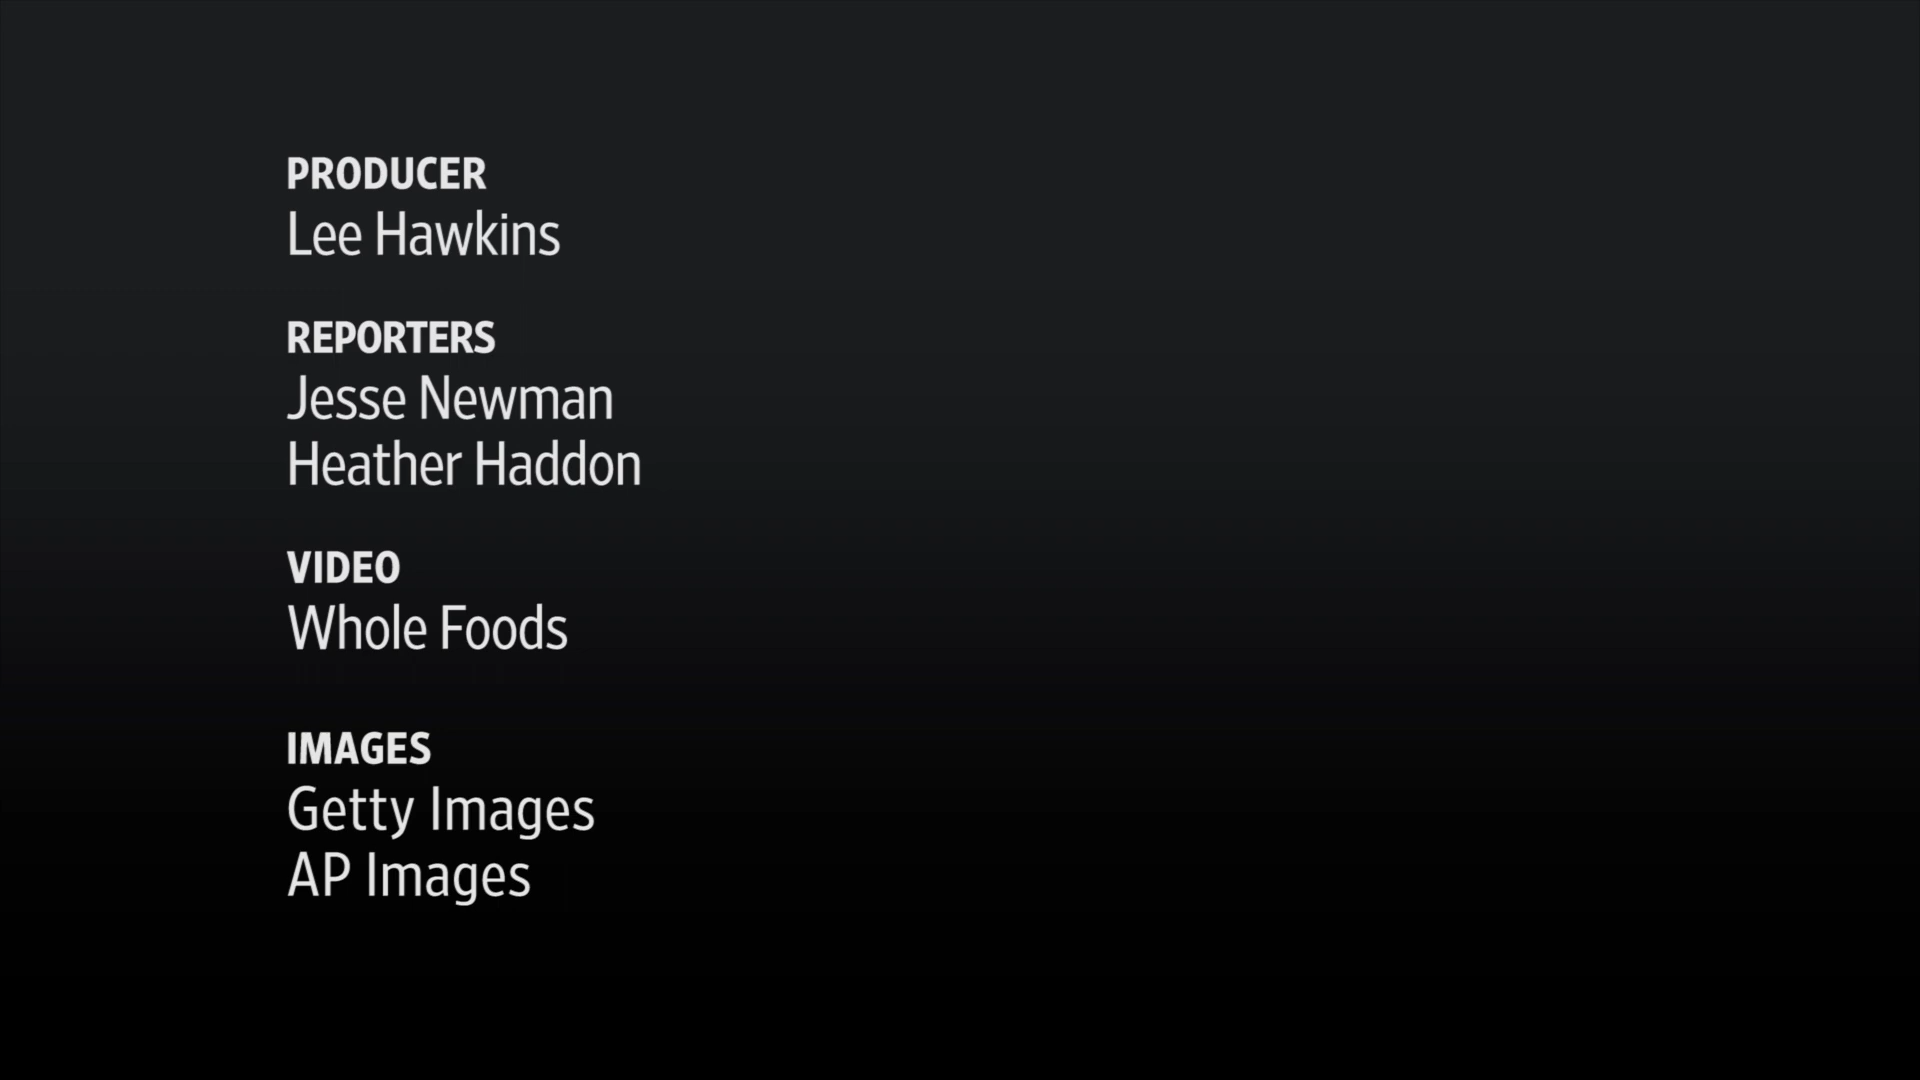 PRODUCER
Lee Hawkins
REPORTERS
Jesse Newman
Heather Haddon
VIDEO
Whole Foods
IMAGES
Getty Images
AP Images